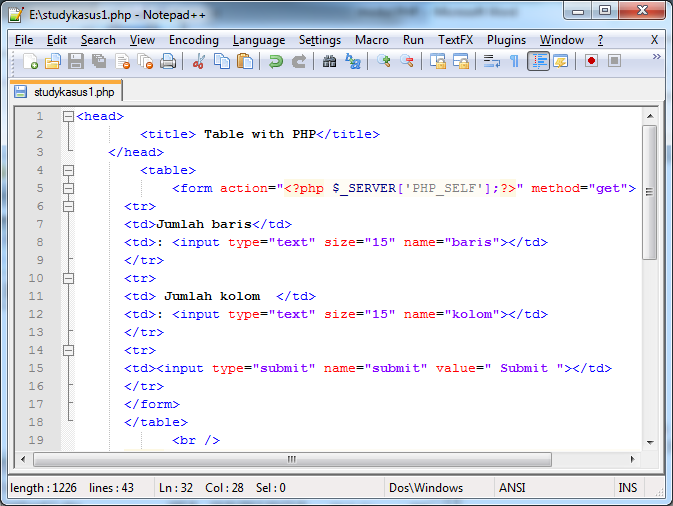 E:\studykasus1.php - Notepad++
File Edit Search View Encoding Language Settings Macro Run TextFX Plugins Window ? X
studykasus1.php
1 <head>
2 <title> Table with PHP</title>
3 </head>
4 <table>
5 <form action="<?php $_SERVER['PHP_SELF'];?>" method="get">
6 <tr>
7 <td>Jumlah baris</td>
8 <td>: <input type="text" size="15" name="baris"></td>
9 </tr>
10 <tr>
11 <td> Jumlah kolom  </td>
12 <td>: <input type="text" size="15" name="kolom"></td>
13 </tr>
14 <tr>
15 <td><input type="submit" name="submit" value=" Submit "></td>
16 </tr>
17 </form>
18 </table>
19 <br />
length : 1226 lines : 43 Ln : 32 Col : 28 Sel : 0 Dos\Windows ANSI INS